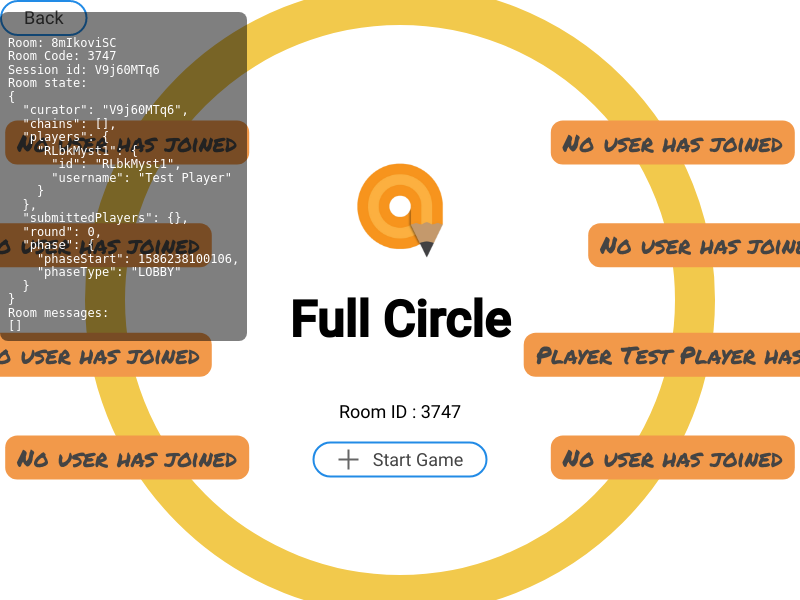 Back
Room: 8mIkoviSC
Room Code: 3747
Session id: V9j60MTq6
Room state:
{
  "curator": "V9j60MTq6",
  "chains": [],
  "players": {
    "RLbkMyst1": {
      "id": "RLbkMyst1",
      "username": "Test Player"
    }
  },
  "submittedPlayers": {},
  "round": 0,
  "phase": {
    "phaseStart": 1586238100106,
    "phaseType": "LOBBY"
  }
}
Room messages:
[]
No user has joined
o user has joined
o user has joined
No user has joined
Full Circle
Room ID : 3747
Start Game
No user has joined
No user has joine
Player Test Player has
No user has joined